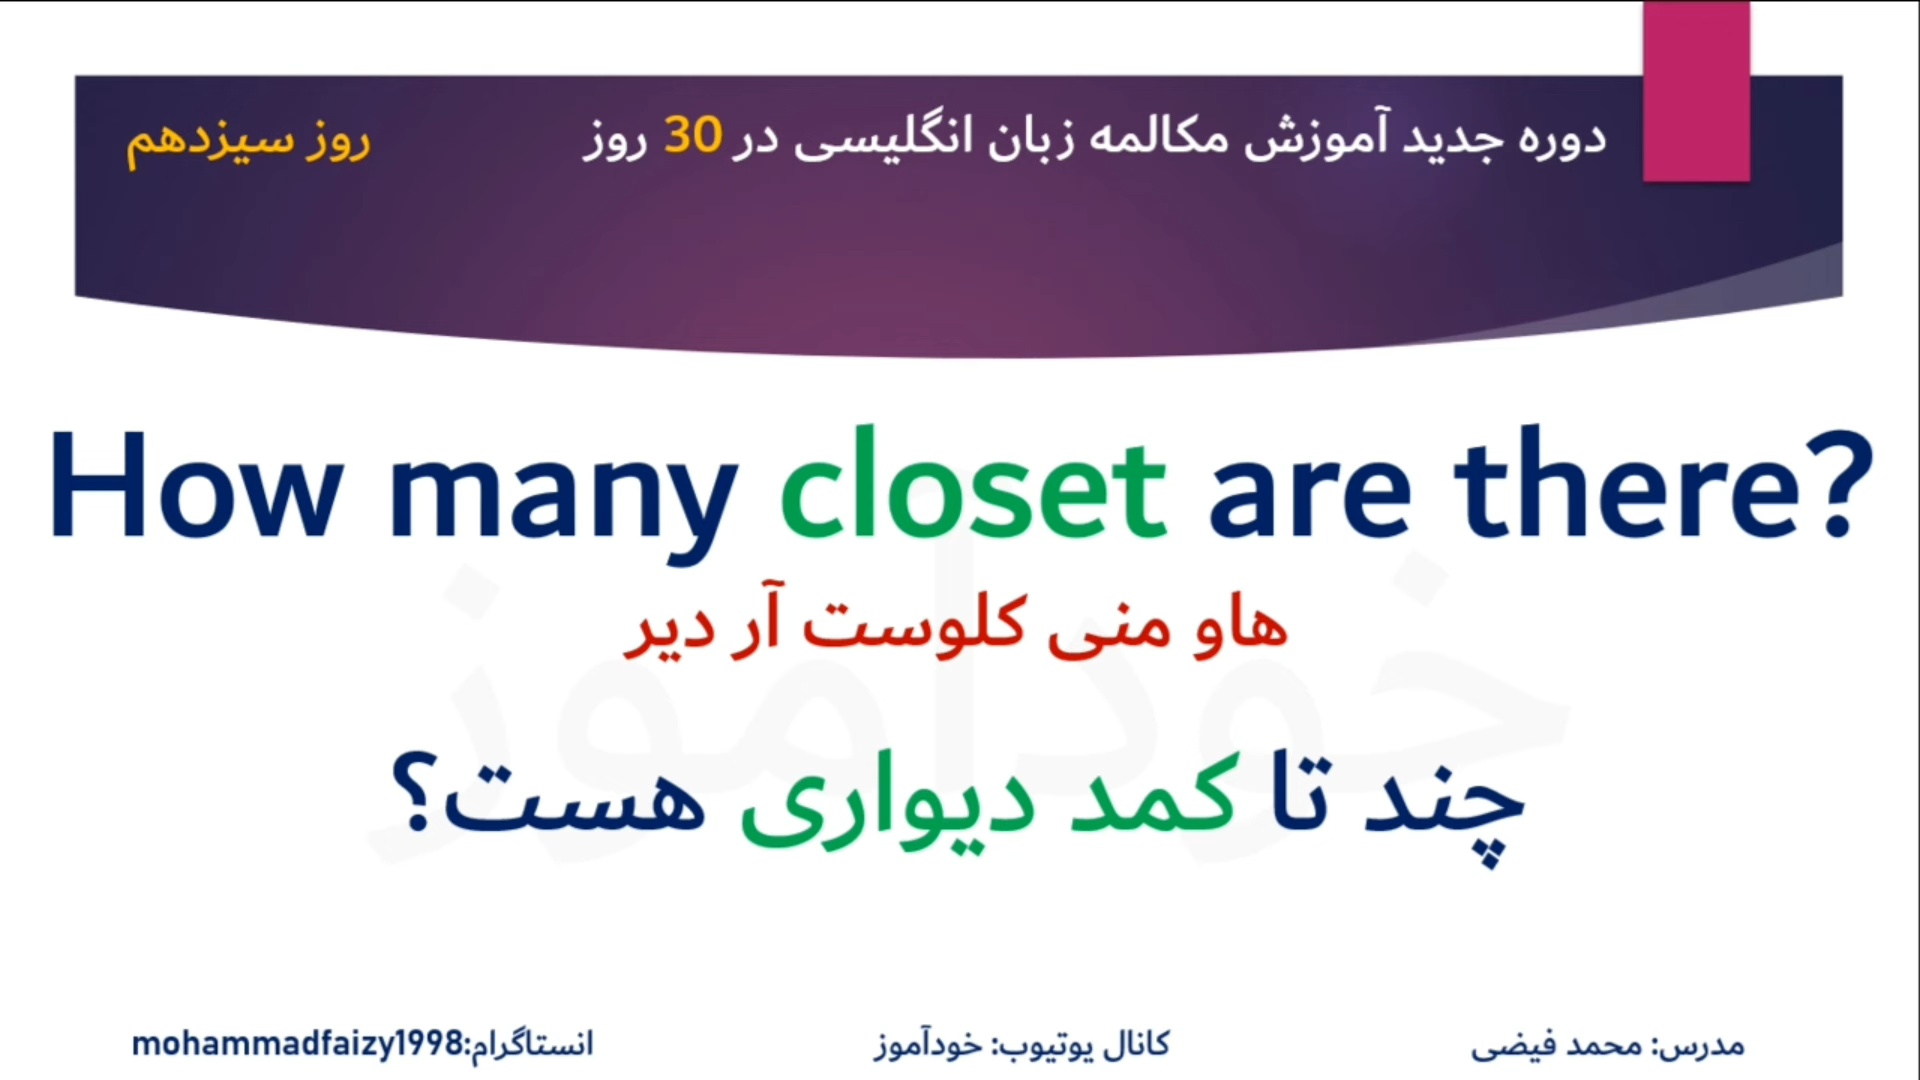 دوره جدید آموزش مکالمه زبان انگلیسی در 30 روز
روز سیزدهم
How many closet are there?
هاو منی کلوست آر دیر
چند تا کمد دیواری هست؟
خودآموز
مدرس: محمد فیضی
کانال یوتیوب: خودآموز
انستاگرام:mohammadfaizy1998